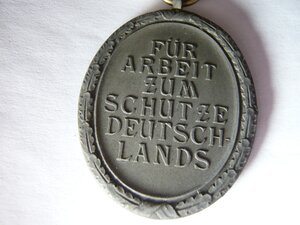 FÜR
ARBEIT
ZUM
SCHUTZE
DEUTSCH-
LANDS